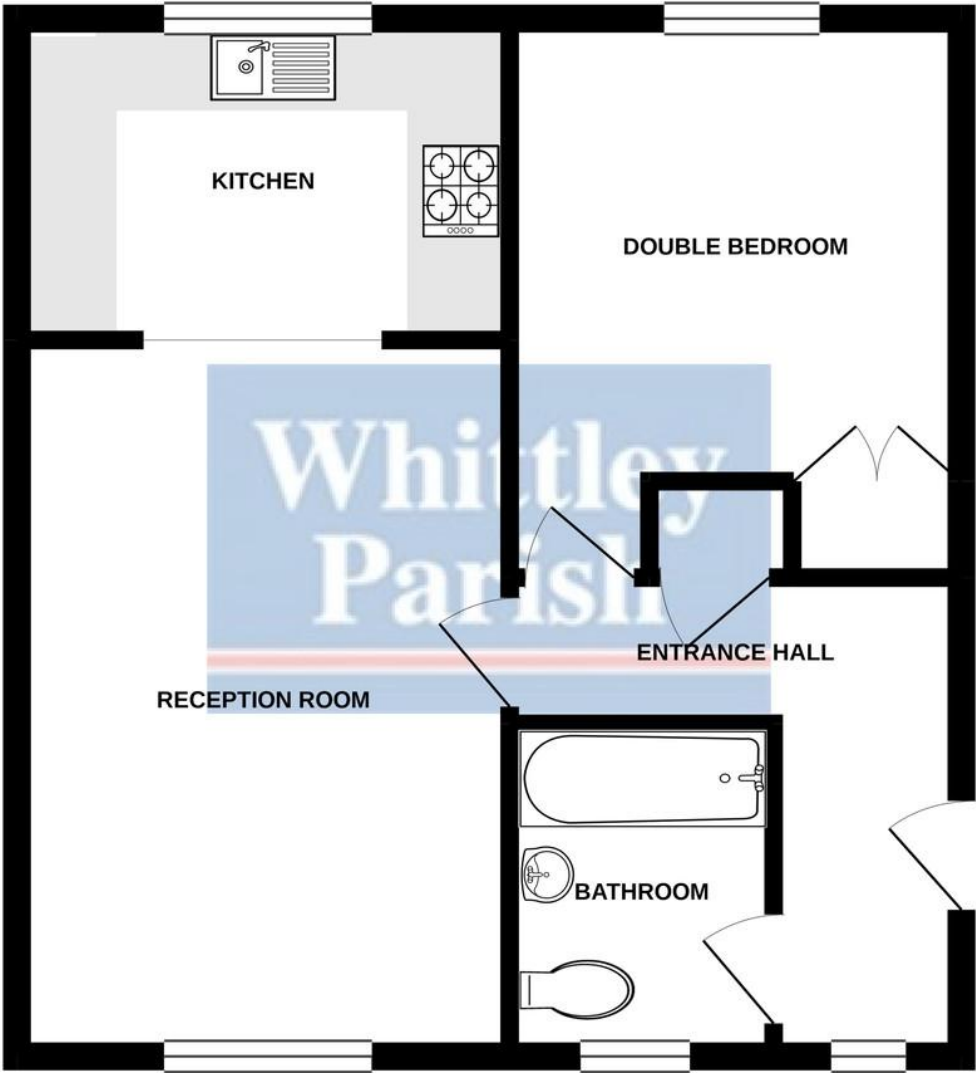 KITCHEN
DOUBLE BEDROOM
Whittley
Parish
ENTRANCE HALL
RECEPTION ROOM
BATHROOM